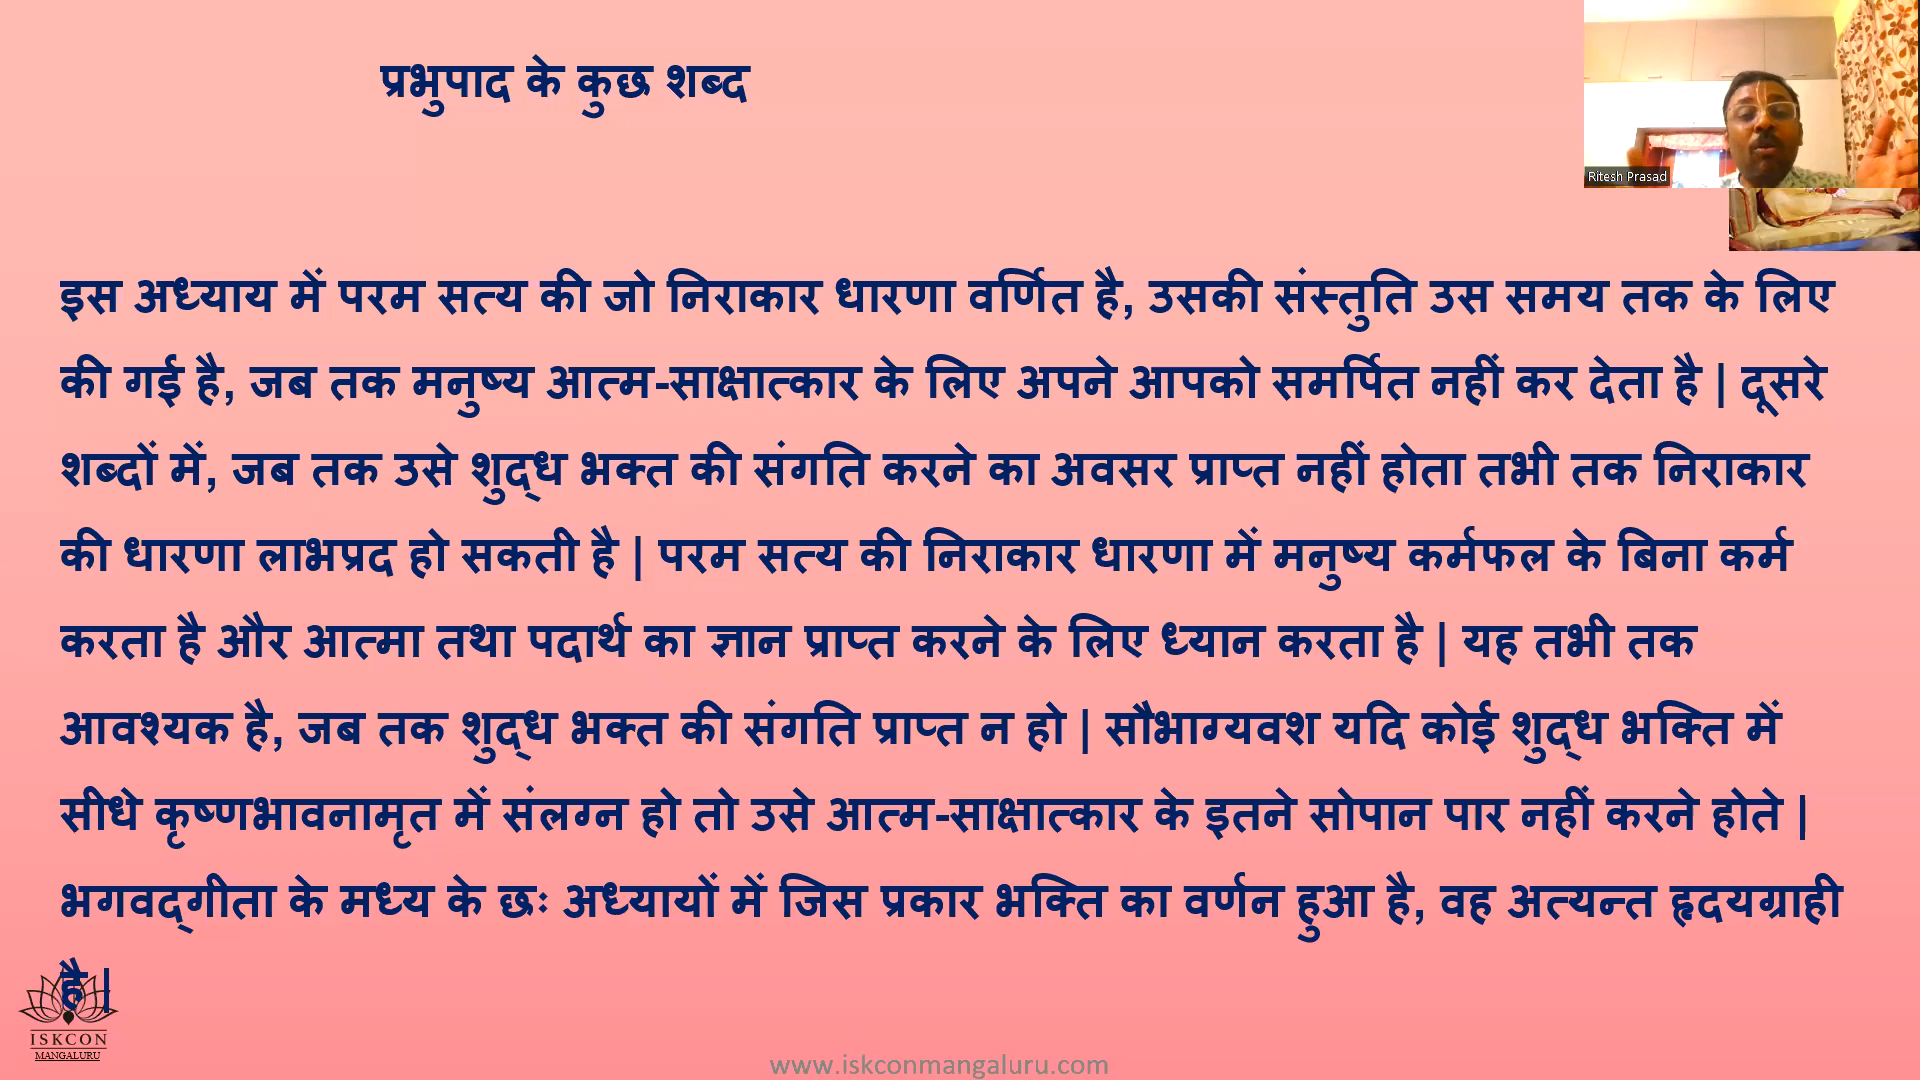 प्रभुपाद के कुछ शब्द
Ritesh Prasad
इस अध्याय में परम सत्य की जो निराकार धारणा वर्णित है, उसकी संस्तुति उस समय तक के लिए
की गई है, जब तक मनुष्य आत्म-साक्षात्कार के लिए अपने आपको समर्पित नहीं कर देता है | दूसरे
शब्दों में, जब तक उसे शुद्ध भक्त की संगति करने का अवसर प्राप्त नहीं होता तभी तक निराकार
की धारणा लाभप्रद हो सकती है | परम सत्य की निराकार धारणा में मनुष्य कर्मफल के बिना कर्म
करता है और आत्मा तथा पदार्थ का ज्ञान प्राप्त करने के लिए ध्यान करता है | यह तभी तक
आवश्यक है, जब तक शुद्ध भक्त की संगति प्राप्त न हो | सौभाग्यवश यदि कोई शुद्ध भक्ति में
सीधे कृष्णभावनामृत में संलग्न हो तो उसे आत्म-साक्षात्कार के इतने सोपान पार नहीं करने होते |
भगवद्गीता के मध्य के छः अध्यायों में जिस प्रकार भक्ति का वर्णन हुआ है, वह अत्यन्त हृदयग्राही
है |
ISKCON
MANGALURU
www.iskconmangaluru.com